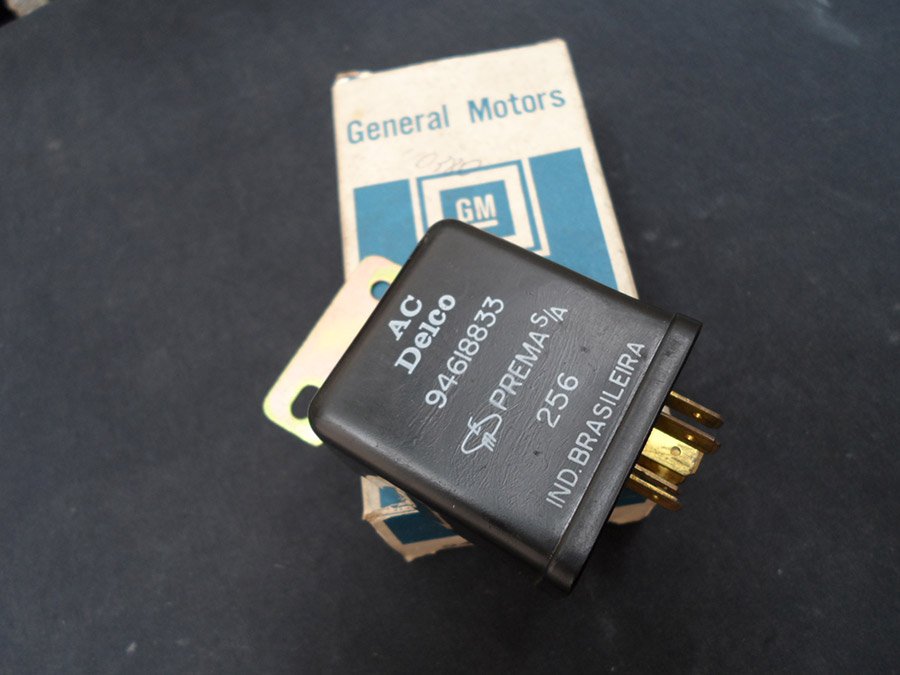 General Motors
GM
AC
Delco
94618833
PREMA S/A
256
IND. BRASILEIRA